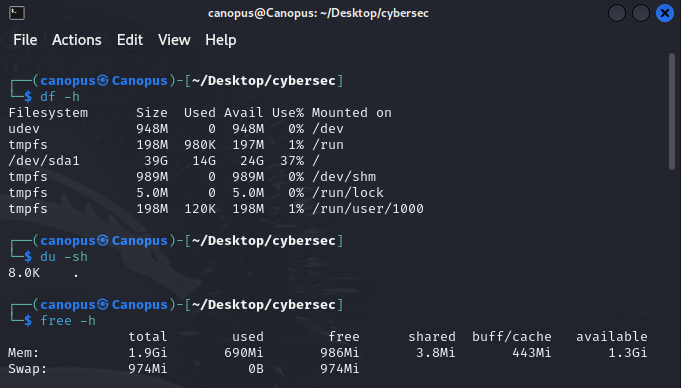 canopus@Canopus: ~/Desktop/cybersec
File Actions Edit View Help
┌──(canopus㉿Canopus)-[~/Desktop/cybersec]
└─$ df -h
Filesystem      Size  Used Avail Use% Mounted on
udev            948M     0  948M   0% /dev
tmpfs           198M  980K  197M   1% /run
/dev/sda1        39G   14G   24G  37% /
tmpfs           989M     0  989M   0% /dev/shm
tmpfs           5.0M     0  5.0M   0% /run/lock
tmpfs           198M  120K  198M   1% /run/user/1000
┌──(canopus㉿Canopus)-[~/Desktop/cybersec]
└─$ du -sh
8.0K    .
┌──(canopus㉿Canopus)-[~/Desktop/cybersec]
└─$ free -h
               total        used        free      shared  buff/cache   available
Mem:           1.9Gi       690Mi       986Mi       3.8Mi       443Mi       1.3Gi
Swap:          974Mi          0B       974Mi